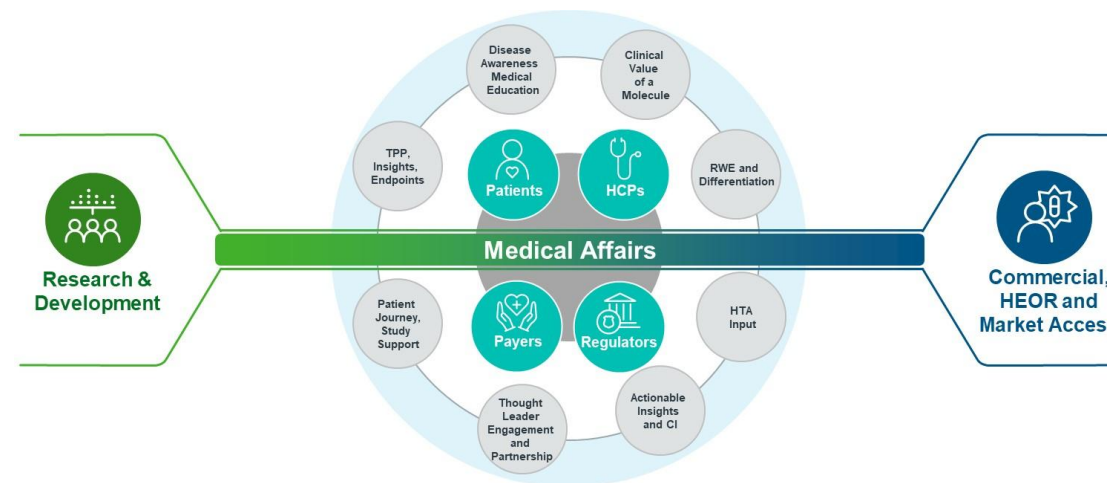 Disease
Awareness
Medical
Education
Clinical
Value
of a
Molecule
TPP,
Insights,
Endpoints
Patients
HCPs
RWE and
Differentiation
Research &
Development
Medical Affairs
Commercial,
HEOR and
Market Acces
Patient
Journey,
Study
Support
Payers
Regulators
HTA
Input
Thought
Leader
Engagement
and
Partnership
Actionable
Insights
and CI